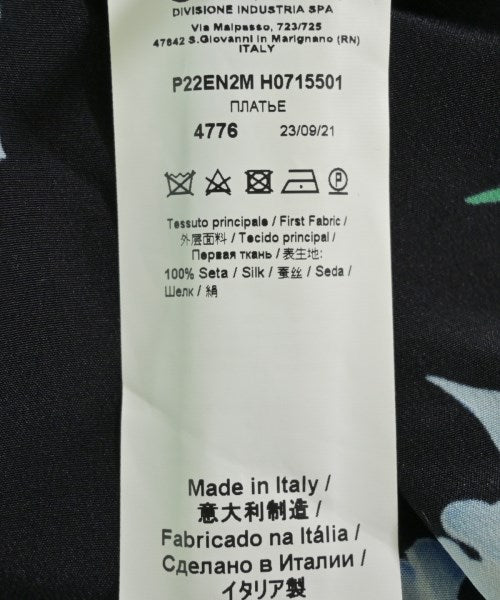 DIVISIONE INDUSTRIA SPA
Via Malpasso, 723/725
47842 S.Giovanni in Marignano (RN)
ITALY
P22EN2M H0715501
ПЛАТЬЕ
4776 23/09/21
Tessuto principale / First Fabric /
外层面料 / Tecido principal /
Первая ткань / 表生地:
100% Seta / Silk / 蚕丝 / Seda /
Шелк / 絹
Made in Italy /
意大利制造 /
Fabricado na Itália /
Сделано в Италии /
イタリア製